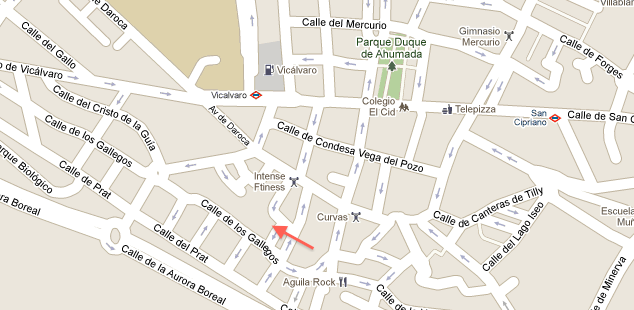 Calle del Mercurio
Villablan
Gimnasio
Mercurio
Parque Duque
de Ahumada
Calle de Forges
Av de Daroca
Calle del Gallo
Vicálvaro
o de Vicálvaro
Vicalvaro
Colegio
El Cid
Telepizza
San
Cipriano
Calle de San C
Calle del Cristo de la Guía
Av de Daroca
Calle de Condesa Vega del Pozo
Calle de los Gallegos
Parque Biológico
Intense
Ftiness
Calle de Prat
Aurora Boreal
Calle de los Gallegos
Curvas
Calle de Canteras de Tilly
Escuela
Muñ
Calle del Prat
Calle del Lago Iseo
Calle de la Aurora Boreal
Aguila Rock
e de Minerva